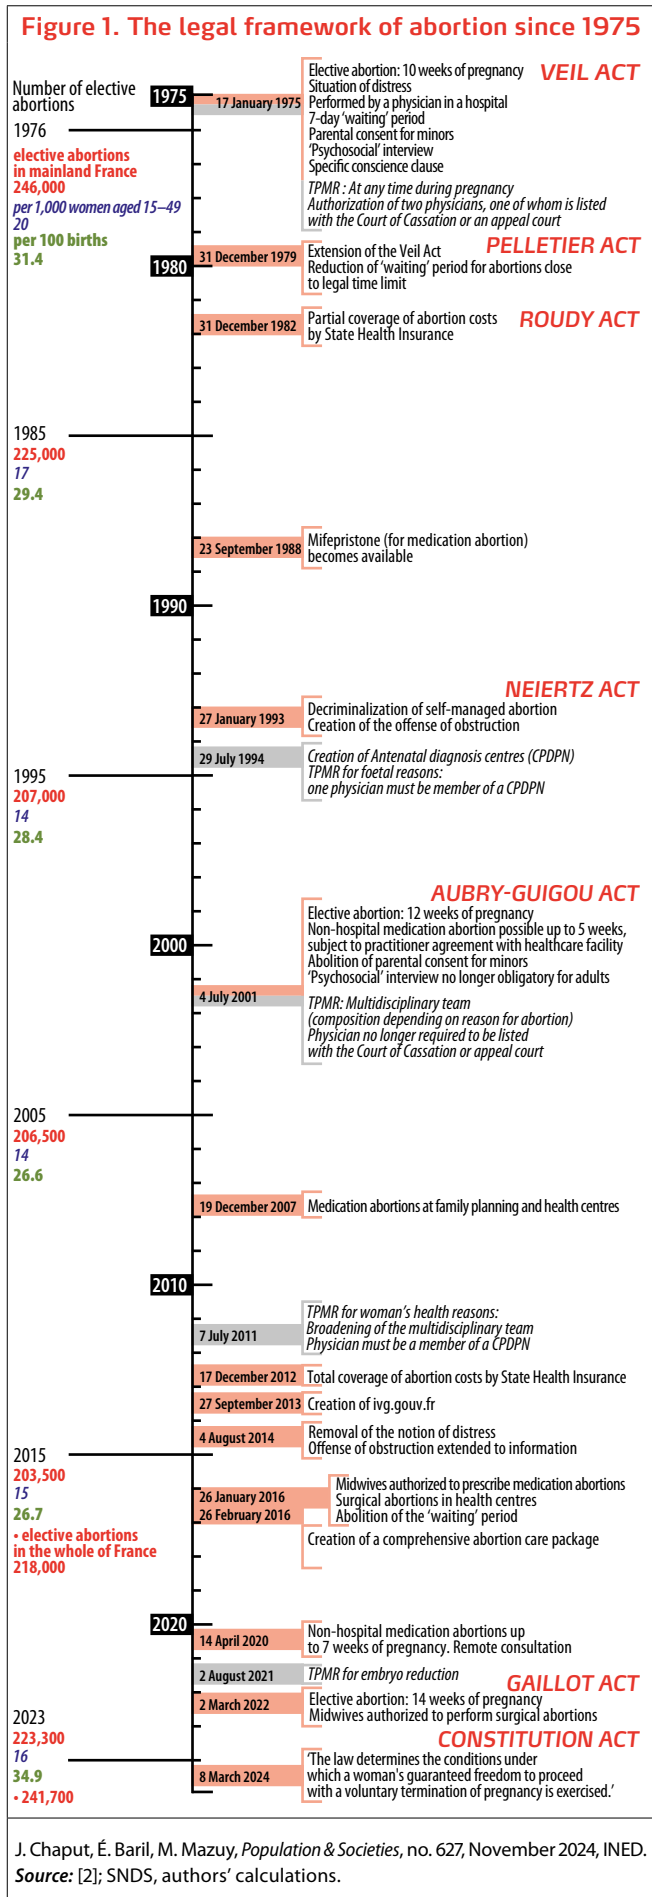 Figure 1. The legal framework of abortion since 1975
Number of elective
abortions
1975
17 January 1975
Elective abortion: 10 weeks of pregnancy
VEIL ACT
Situation of distress
Performed by a physician in a hospital
7-day ‘waiting’ period
Parental consent for minors
‘Psychosocial’ interview
Specific conscience clause
TPMR : At any time during pregnancy
Authorization of two physicians, one of whom is listed
with the Court of Cassation or an appeal court
1976
elective abortions
in mainland France
246,000
per 1,000 women aged 15–49
20
per 100 births
31.4
PELLETIER ACT
31 December 1979
Extension of the Veil Act
Reduction of ‘waiting’ period for abortions close
to legal time limit
1980
ROUDY ACT
31 December 1982
Partial coverage of abortion costs
by State Health Insurance
1985
225,000
17
29.4
23 September 1988
Mifepristone (for medication abortion)
becomes available
1990
NEIERTZ ACT
27 January 1993
Decriminalization of self-managed abortion
Creation of the offense of obstruction
29 July 1994
Creation of Antenatal diagnosis centres (CPDPN)
TPMR for foetal reasons:
one physician must be member of a CPDPN
1995
207,000
14
28.4
AUBRY-GUIGOU ACT
Elective abortion: 12 weeks of pregnancy
Non-hospital medication abortion possible up to 5 weeks,
subject to practitioner agreement with healthcare facility
Abolition of parental consent for minors
‘Psychosocial’ interview no longer obligatory for adults
2000
4 July 2001
TPMR: Multidisciplinary team
(composition depending on reason for abortion)
Physician no longer required to be listed
with the Court of Cassation or appeal court
2005
206,500
14
26.6
19 December 2007
Medication abortions at family planning and health centres
2010
7 July 2011
TPMR for woman’s health reasons:
Broadening of the multidisciplinary team
Physician must be a member of a CPDPN
17 December 2012
Total coverage of abortion costs by State Health Insurance
27 September 2013
Creation of ivg.gouv.fr
4 August 2014
Removal of the notion of distress
Offense of obstruction extended to information
2015
203,500
15
26.7
• elective abortions
in the whole of France
218,000
26 January 2016
26 February 2016
Midwives authorized to prescribe medication abortions
Surgical abortions in health centres
Abolition of the ‘waiting’ period
Creation of a comprehensive abortion care package
2020
14 April 2020
Non-hospital medication abortions up
to 7 weeks of pregnancy. Remote consultation
2 August 2021
TPMR for embryo reduction
GAILLOT ACT
2 March 2022
Elective abortion: 14 weeks of pregnancy
Midwives authorized to perform surgical abortions
2023
223,300
16
34.9
• 241,700
CONSTITUTION ACT
8 March 2024
‘The law determines the conditions under
which a woman's guaranteed freedom to proceed
with a voluntary termination of pregnancy is exercised.’
J. Chaput, É. Baril, M. Mazuy, Population & Societies, no. 627, November 2024, INED.
Source: [2]; SNDS, authors’ calculations.